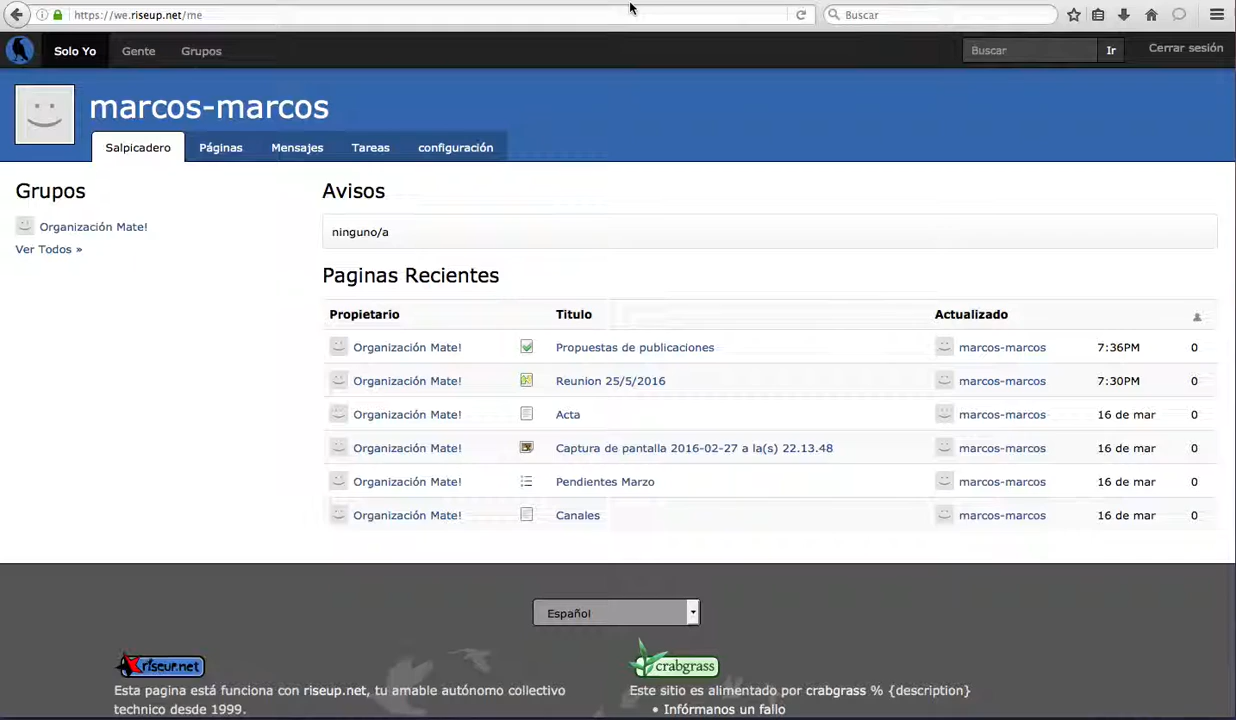 https://we.riseup.net/me
Buscar
Solo Yo Gente Grupos
Buscar Ir Cerrar sesión
marcos-marcos
Salpicadero Páginas Mensajes Tareas configuración
Grupos
Organización Mate!
Ver Todos »
Avisos
ninguno/a
Paginas Recientes
Propietario Titulo Actualizado
Organización Mate! Propuestas de publicaciones marcos-marcos 7:36PM 0
Organización Mate! Reunion 25/5/2016 marcos-marcos 7:30PM 0
Organización Mate! Acta marcos-marcos 16 de mar 0
Organización Mate! Captura de pantalla 2016-02-27 a la(s) 22.13.48 marcos-marcos 16 de mar 0
Organización Mate! Pendientes Marzo marcos-marcos 16 de mar 0
Organización Mate! Canales marcos-marcos 16 de mar 0
Español
riseup.net
Esta pagina está funciona con riseup.net, tu amable autónomo collectivo
technico desde 1999.
crabgrass
Este sitio es alimentado por crabgrass % {description}
• Infórmanos un fallo